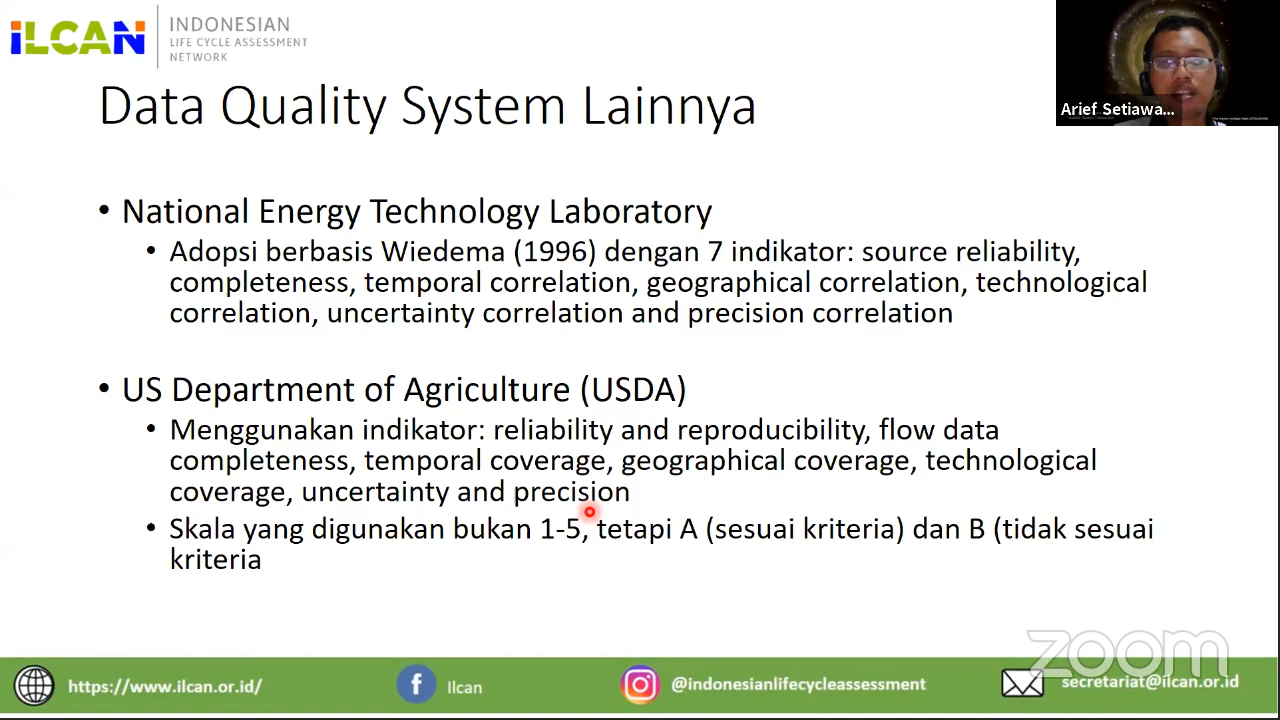 iLCAN
INDONESIAN
LIFE CYCLE ASSESSMENT
NETWORK
Arief Setiawa...
Data Quality System Lainnya
• National Energy Technology Laboratory
• Adopsi berbasis Wiedema (1996) dengan 7 indikator: source reliability,
completeness, temporal correlation, geographical correlation, technological
correlation, uncertainty correlation and precision correlation
• US Department of Agriculture (USDA)
• Menggunakan indikator: reliability and reproducibility, flow data
completeness, temporal coverage, geographical coverage, technological
coverage, uncertainty and precision
• Skala yang digunakan bukan 1-5, tetapi A (sesuai kriteria) dan B (tidak sesuai
kriteria
zoom
https://www.ilcan.or.id/
Ilcan
@indonesianlifecycleassessment
secretariat@ilcan.or.id